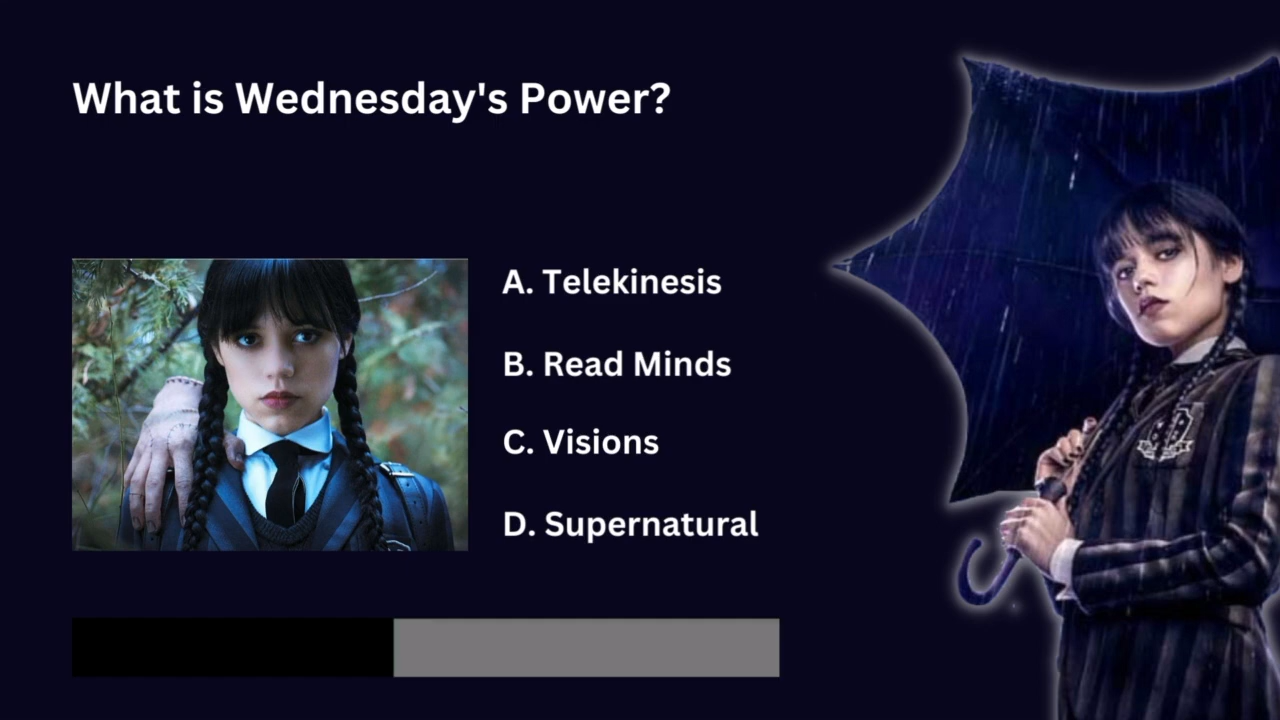 What is Wednesday's Power?
A. Telekinesis
B. Read Minds
C. Visions
D. Supernatural